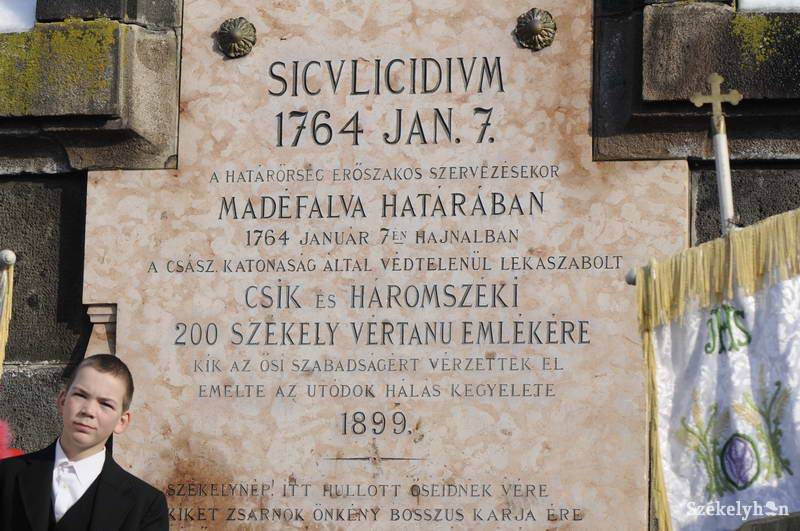 SICVLICIDIVM
1764 JAN. 7.
A HATÁRŐRSÉG ERŐSZAKOS SZERVEZÉSEKOR
MADÉFALVA HATÁRÁBAN
1764 JANUÁR 7ÉN HAJNALBAN
A CSÁSZ. KATONASÁG ÁLTAL VÉDTELENÜL LEKASZABOLT
CSÍK ÉS HÁROMSZÉKI
200 SZÉKELY VÉRTANU EMLÉKÉRE
KIK AZ ŐSI SZABADSÁGÉRT VÉRZETTEK EL
EMELTE AZ UTÓDOK HÁLÁS KEGYELETE
1899.
SZÉKELYNÉP! ITT HULLOTT ŐSEIDNEK VÉRE
KIKET ZSARNOK ÖNKÉNY BOSSZUS KARJA ÉRE
JHS
Székelyhon